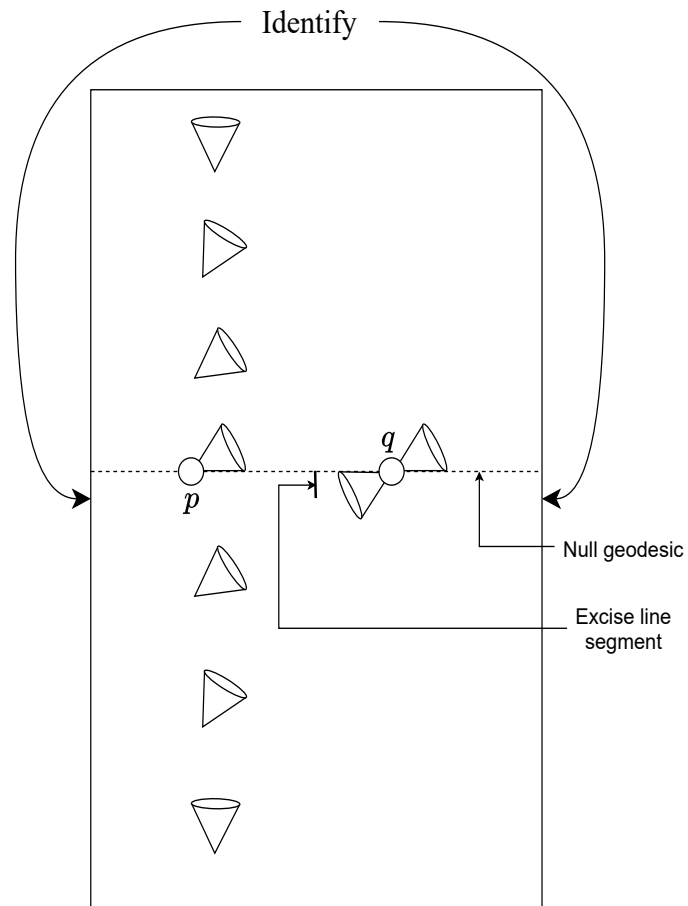 Identify
q
p
Null geodesic
Excise line
segment